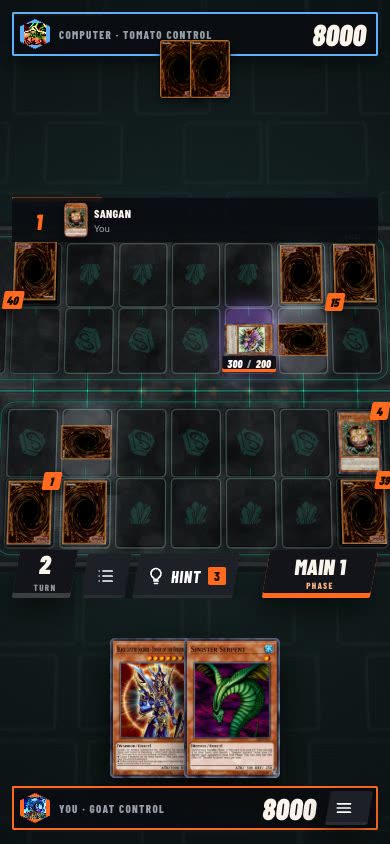 COMPUTER · TOMATO CONTROL
8000
1
SANGAN
You
40
15
300 / 200
4
1
39
2
TURN
HINT 3
MAIN 1
PHASE
SINISTER SERPENT
YOU · GOAT CONTROL
8000